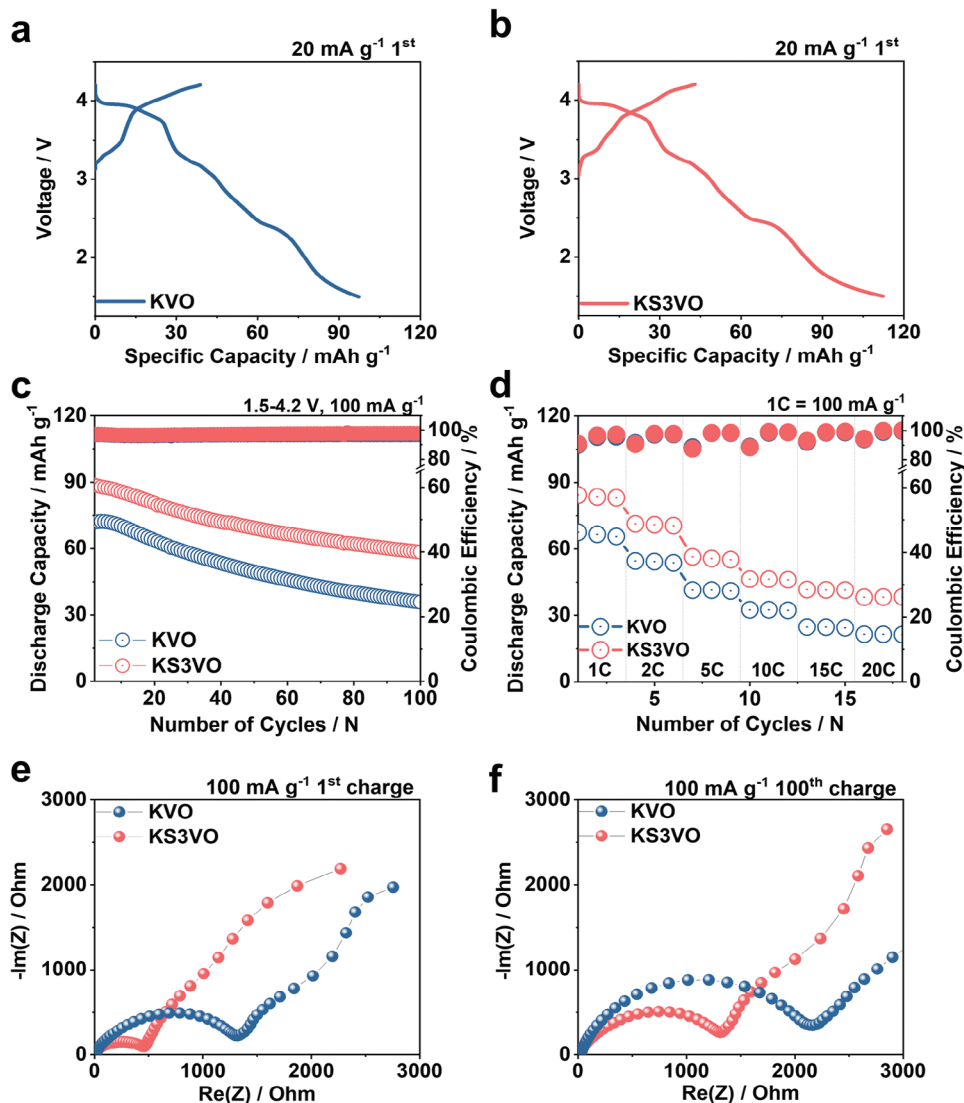 a
20 mA g⁻¹ 1ˢᵗ
Voltage / V
4
3
2
KVO
0 30 60 90 120
Specific Capacity / mAh g⁻¹
b
20 mA g⁻¹ 1ˢᵗ
Voltage / V
4
3
2
KS3VO
0 30 60 90 120
Specific Capacity / mAh g⁻¹
c
1.5-4.2 V, 100 mA g⁻¹
Discharge Capacity / mAh g⁻¹
120
90
60
30
0
KVO
KS3VO
100
80
60
40
20
0
Coulombic Efficiency / %
20 40 60 80 100
Number of Cycles / N
d
1C = 100 mA g⁻¹
Discharge Capacity / mAh g⁻¹
120
90
60
30
0
KVO
KS3VO
1C 2C 5C 10C 15C 20C
100
80
60
40
20
0
Coulombic Efficiency / %
5 10 15
Number of Cycles / N
e
100 mA g⁻¹ 1ˢᵗ charge
-Im(Z) / Ohm
3000
2000
1000
0
KVO
KS3VO
0 1000 2000 3000
Re(Z) / Ohm
f
100 mA g⁻¹ 100ᵗʰ charge
-Im(Z) / Ohm
3000
2000
1000
0
KVO
KS3VO
0 1000 2000 3000
Re(Z) / Ohm